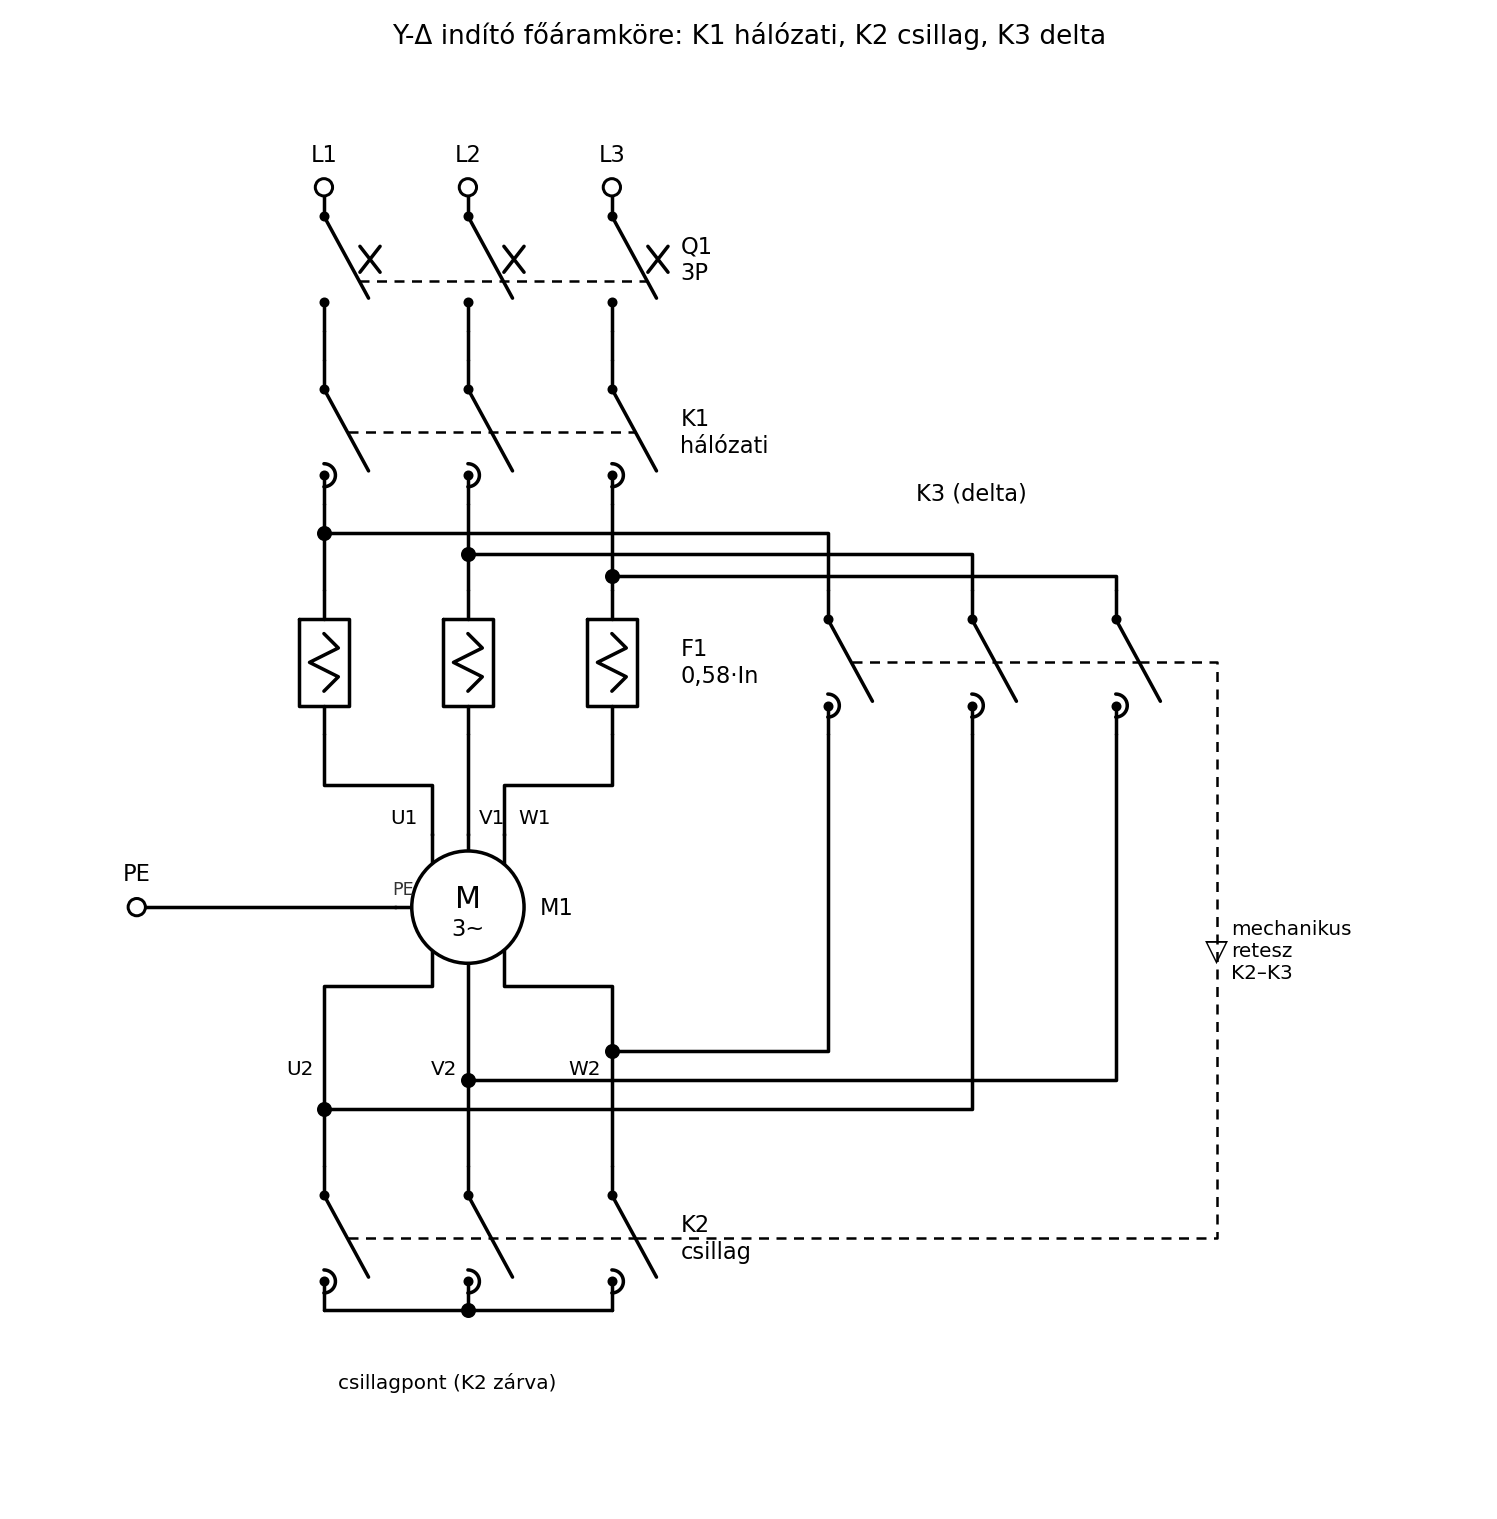 Y-Δ indító főáramköre: K1 hálózati, K2 csillag, K3 delta
L1
L2
L3
Q1
3P
K1
hálózati
K3 (delta)
F1
0,58·In
U1
V1
W1
PE
PE
M
3~
M1
mechanikus
retesz
K2–K3
U2
V2
W2
K2
csillag
csillagpont (K2 zárva)